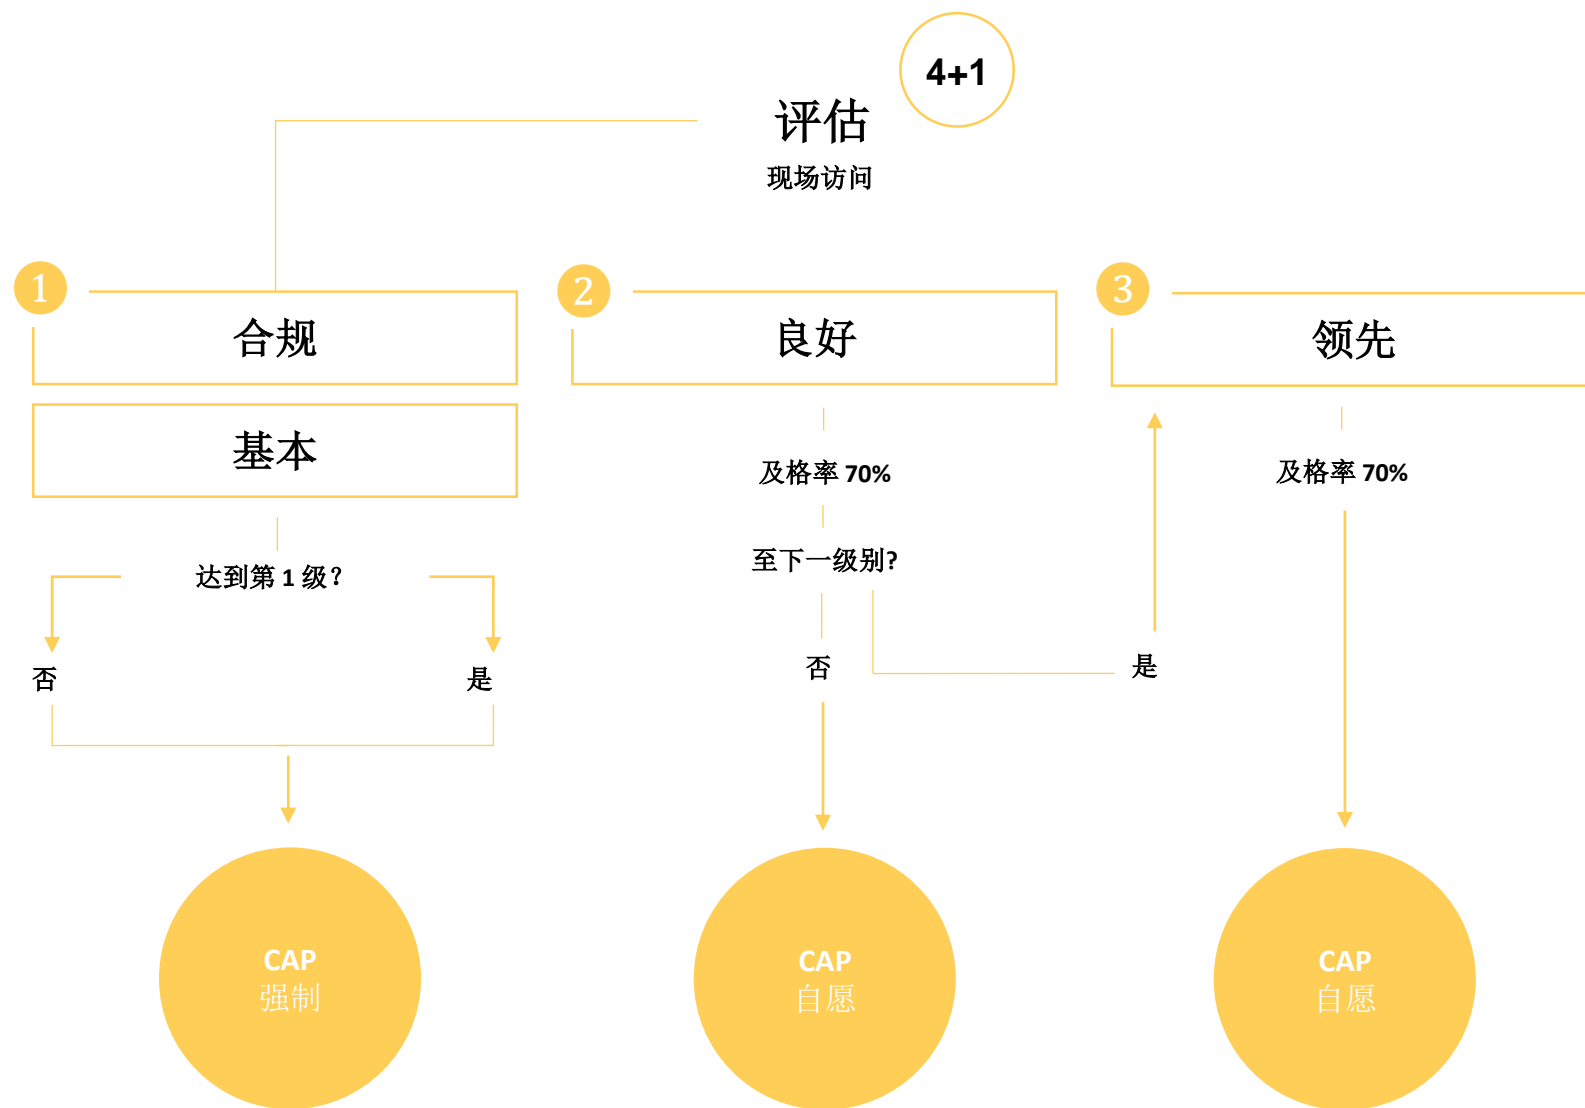 4+1
评估
现场访问
1
合规
基本
达到第 1 级？
否
是
CAP
强制
2
良好
及格率 70%
至下一级别?
否
是
CAP
自愿
3
领先
及格率 70%
CAP
自愿